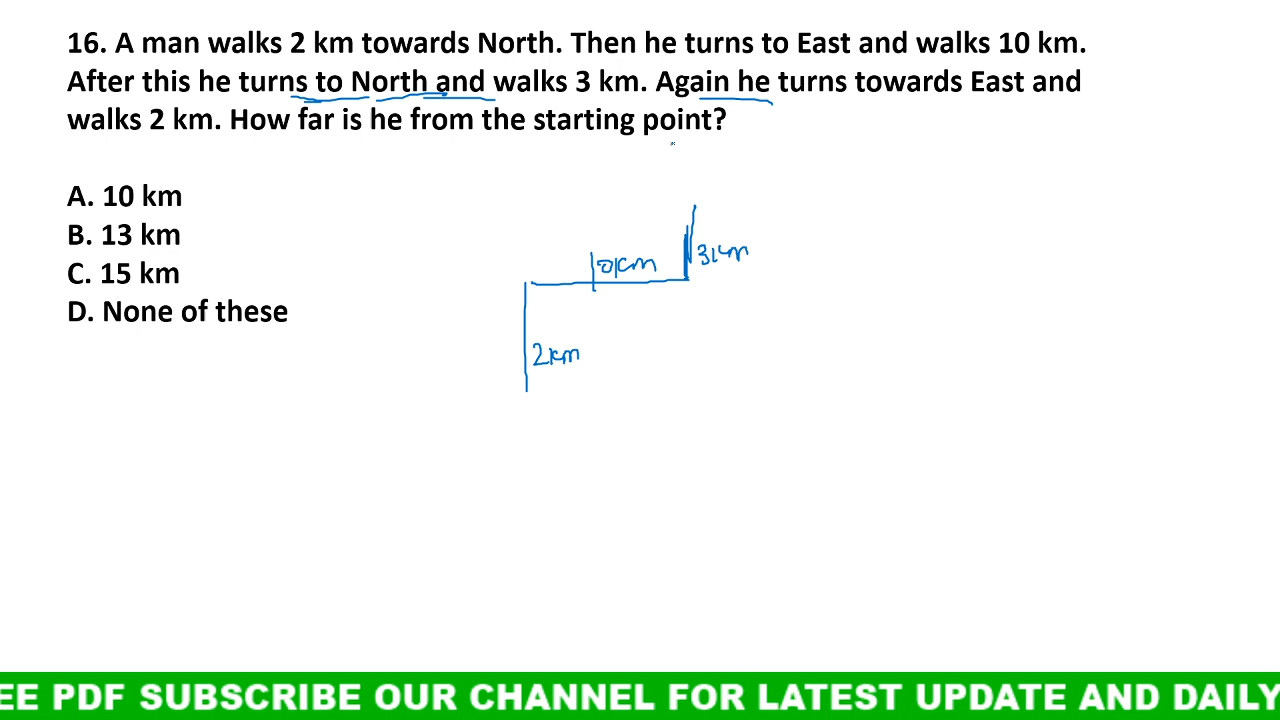 16. A man walks 2 km towards North. Then he turns to East and walks 10 km.
After this he turns to North and walks 3 km. Again he turns towards East and
walks 2 km. How far is he from the starting point?
A. 10 km
B. 13 km
C. 15 km
D. None of these
10km
3km
2km
EE PDF SUBSCRIBE OUR CHANNEL FOR LATEST UPDATE AND DAILY